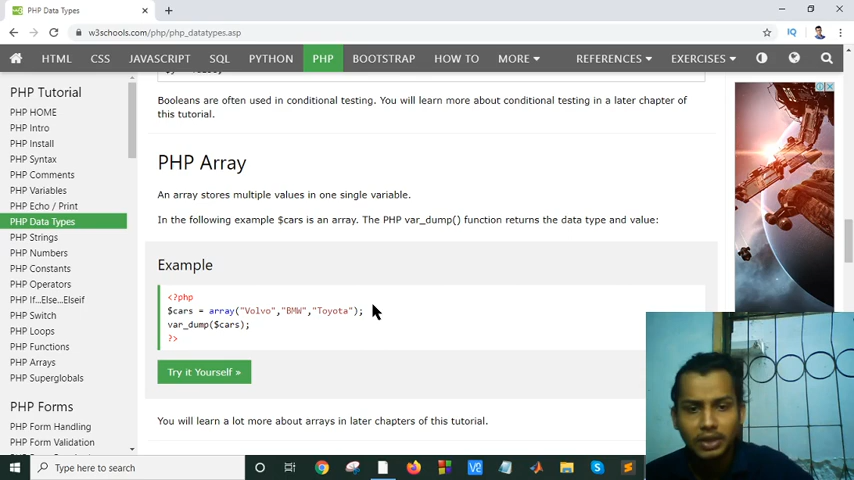 PHP Data Types
w3schools.com/php/php_datatypes.asp
HTML CSS JAVASCRIPT SQL PYTHON PHP BOOTSTRAP HOW TO MORE REFERENCES EXERCISES
PHP Tutorial
PHP HOME
PHP Intro
PHP Install
PHP Syntax
PHP Comments
PHP Variables
PHP Echo / Print
PHP Data Types
PHP Strings
PHP Numbers
PHP Constants
PHP Operators
PHP If...Else...Elseif
PHP Switch
PHP Loops
PHP Functions
PHP Arrays
PHP Superglobals
PHP Forms
PHP Form Handling
PHP Form Validation
Booleans are often used in conditional testing. You will learn more about conditional testing in a later chapter of
this tutorial.
PHP Array
An array stores multiple values in one single variable.
In the following example $cars is an array. The PHP var_dump() function returns the data type and value:
Example
<?php
$cars = array("Volvo","BMW","Toyota");
var_dump($cars);
?>
Try it Yourself »
You will learn a lot more about arrays in later chapters of this tutorial.
Type here to search